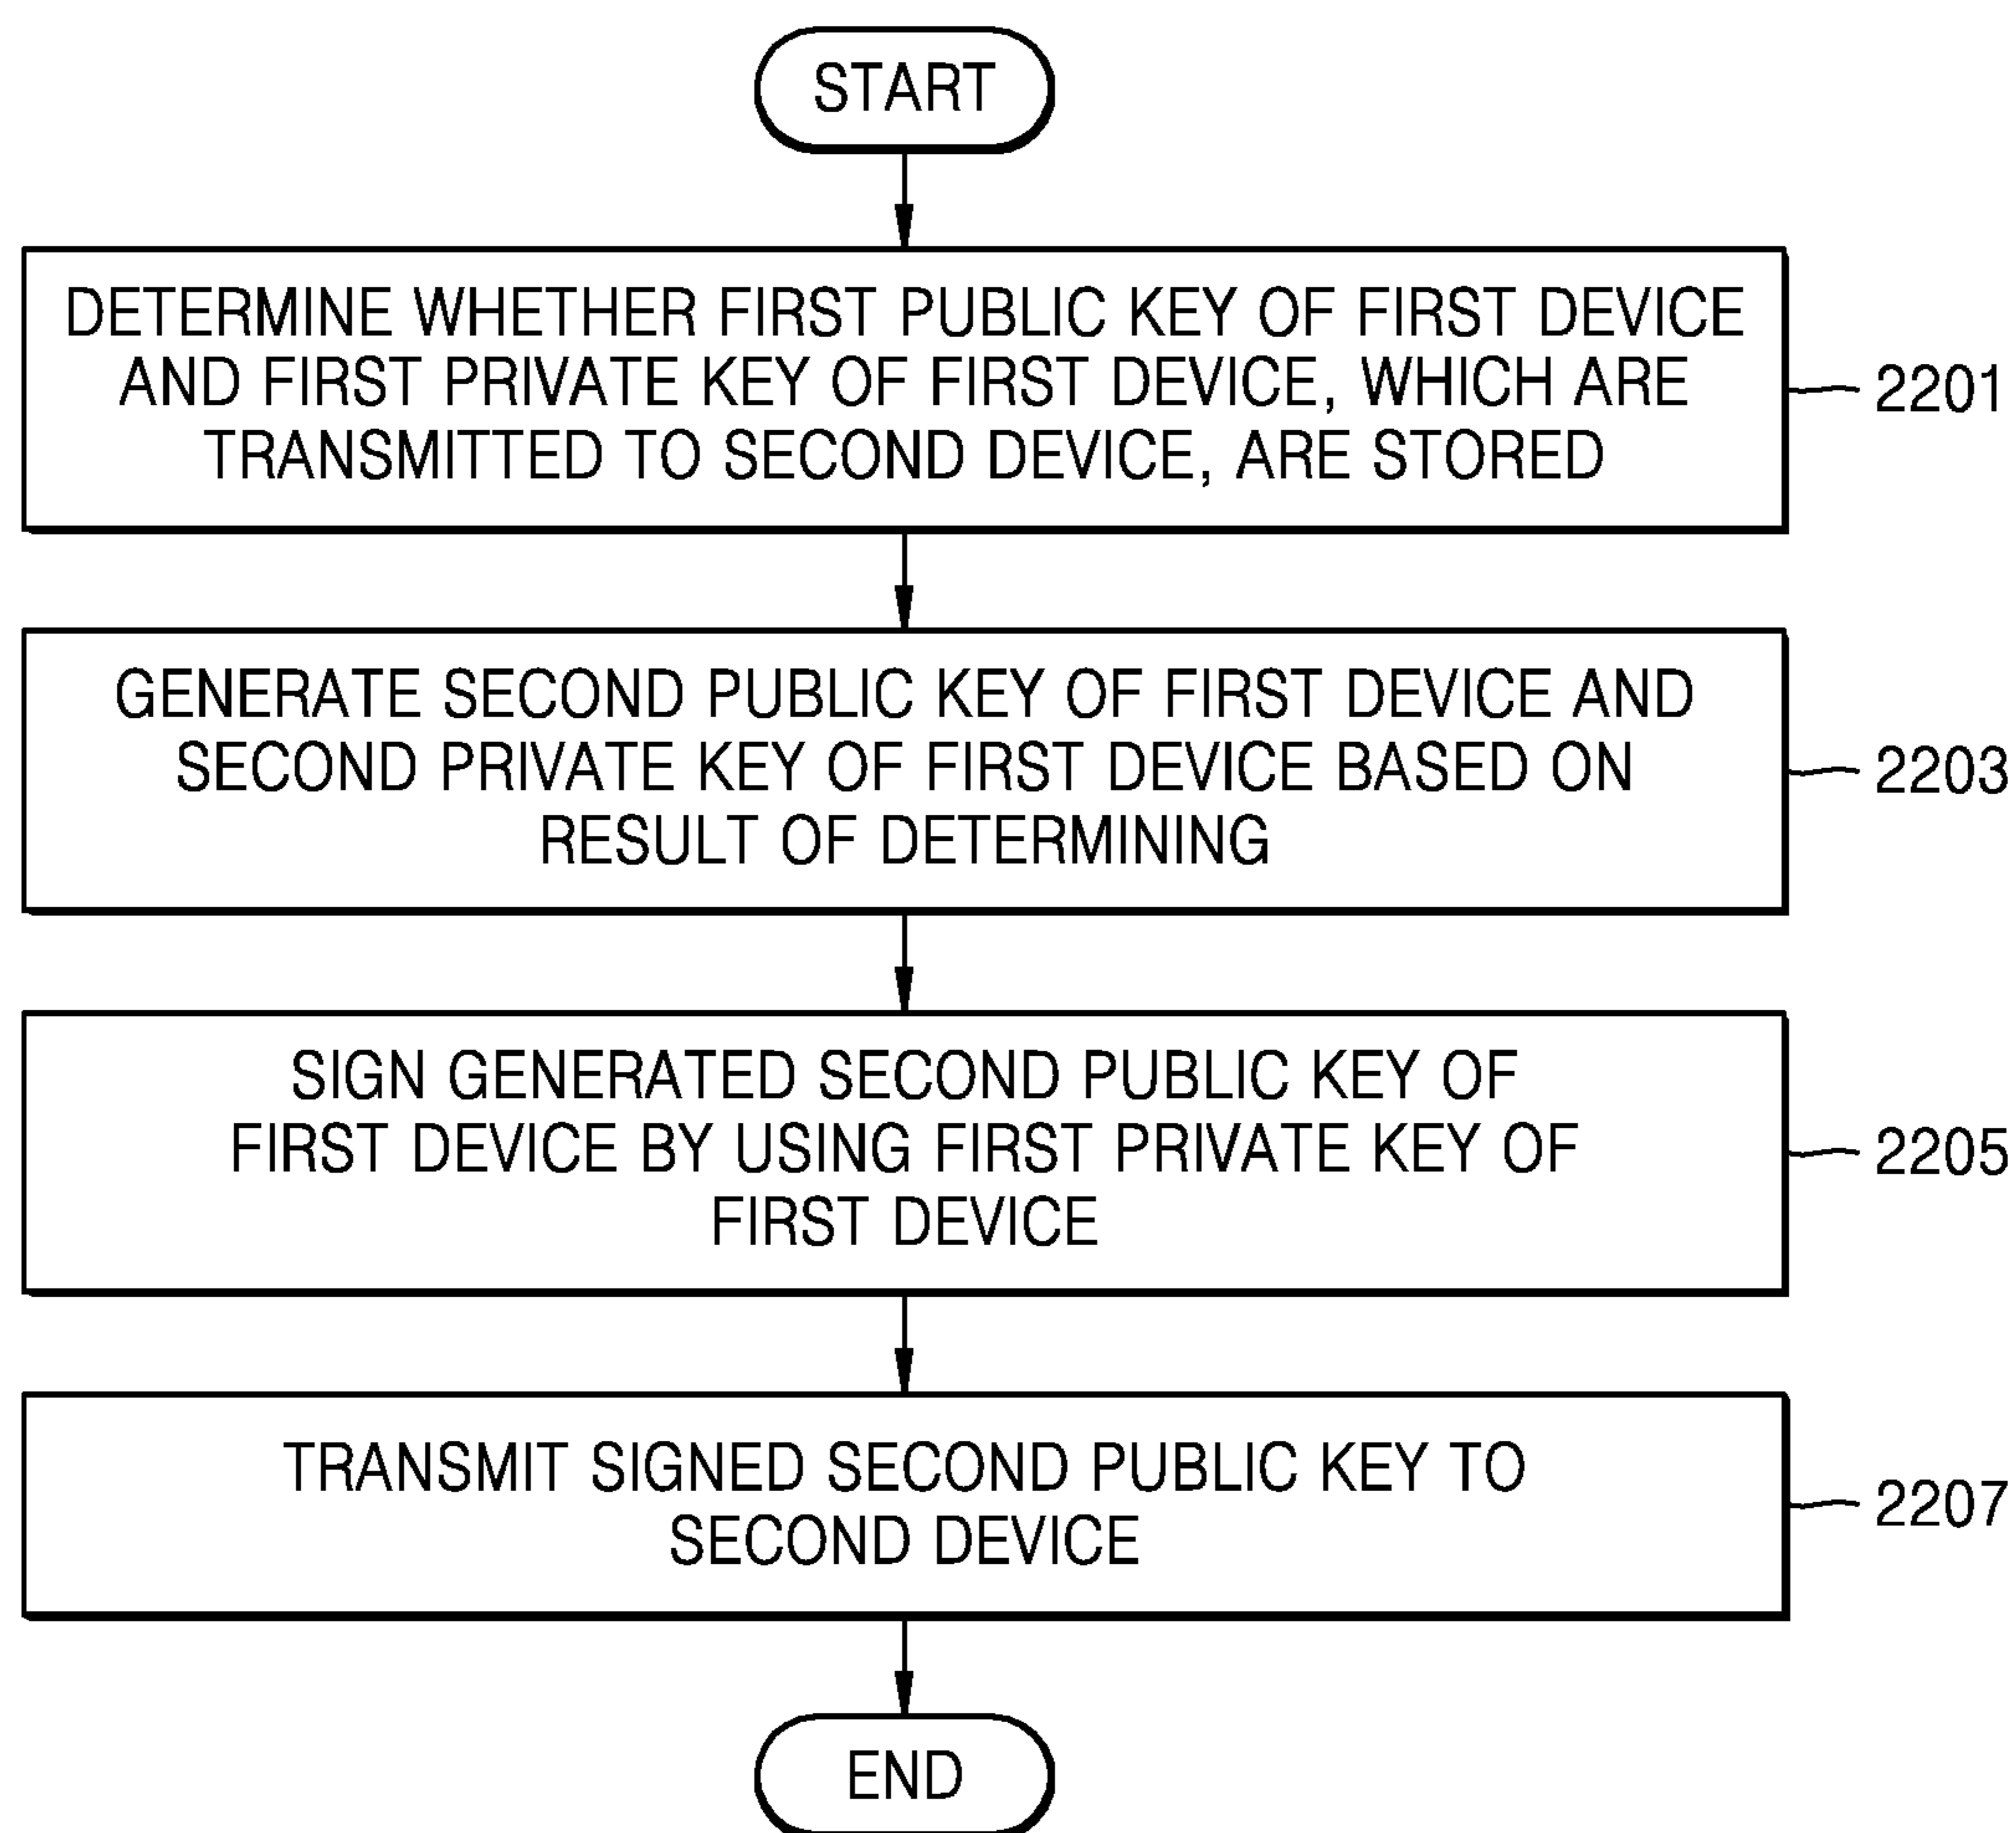 START
DETERMINE WHETHER FIRST PUBLIC KEY OF FIRST DEVICE
AND FIRST PRIVATE KEY OF FIRST DEVICE, WHICH ARE
TRANSMITTED TO SECOND DEVICE, ARE STORED
2201
GENERATE SECOND PUBLIC KEY OF FIRST DEVICE AND
SECOND PRIVATE KEY OF FIRST DEVICE BASED ON
RESULT OF DETERMINING
2203
SIGN GENERATED SECOND PUBLIC KEY OF
FIRST DEVICE BY USING FIRST PRIVATE KEY OF
FIRST DEVICE
2205
TRANSMIT SIGNED SECOND PUBLIC KEY TO
SECOND DEVICE
2207
END